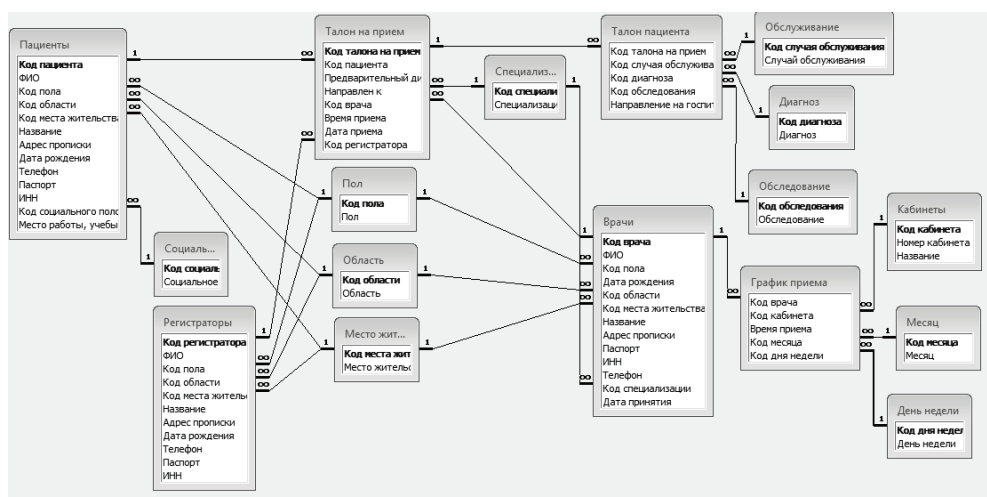 Пациенты
Код пациента
ФИО
Код пола
Код области
Код места жительства
Название
Адрес прописки
Дата рождения
Телефон
Паспорт
ИНН
Код социального поло
Место работы, учебы
Талон на прием
Код талона на прием
Код пациента
Предварительный ди
Направлен к
Код врача
Время приема
Дата приема
Код регистратора
Специализ...
Код специали
Специализаци
Талон пациента
Код талона на прием
Код случая обслужива
Код диагноза
Код обследования
Направление на госпит
Обслуживание
Код случая обслуживания
Случай обслуживания
Диагноз
Код диагноза
Диагноз
Обследование
Код обследования
Обследование
Пол
Код пола
Пол
Социаль...
Код социаль
Социальное
Область
Код области
Область
Регистраторы
Код регистратора
ФИО
Код пола
Код области
Код места жительс
Название
Адрес прописки
Дата рождения
Телефон
Паспорт
ИНН
Место жит...
Код места жит
Место жительс
Врачи
Код врача
ФИО
Код пола
Дата рождения
Код области
Код места жительства
Название
Адрес прописки
Паспорт
ИНН
Телефон
Код специализации
Дата принятия
График приема
Код врача
Код кабинета
Время приема
Код месяца
Код дня недели
Кабинеты
Код кабинета
Номер кабинета
Название
Месяц
Код месяца
Месяц
День недели
Код дня недел
День недели